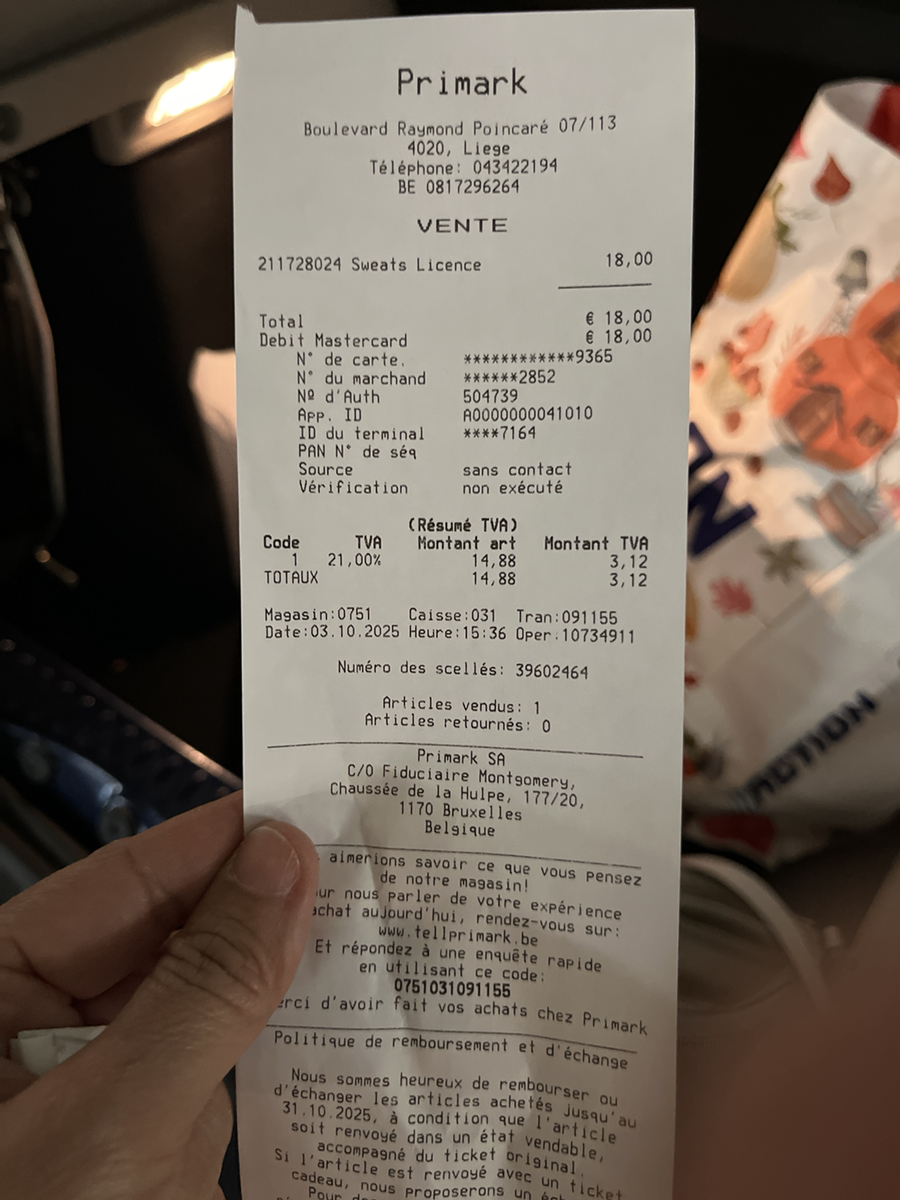 Primark
Boulevard Raymond Poincaré 07/113
4020, Liege
Téléphone: 043422194
BE 0817296264
VENTE
211728024 Sweats Licence 18,00
Total € 18,00
Debit Mastercard € 18,00
N° de carte. ************9365
N° du marchand ******2852
Nº d'Auth 504739
App. ID A0000000041010
ID du terminal ****7164
PAN N° de séq
Source sans contact
Vérification non exécuté
(Résumé TVA)
Code TVA Montant art Montant TVA
1 21,00% 14,88 3,12
TOTAUX 14,88 3,12
Magasin:0751 Caisse:031 Tran:091155
Date:03.10.2025 Heure:15:36 Oper:10734911
Numéro des scellés: 39602464
Articles vendus: 1
Articles retournés: 0
Primark SA
C/O Fiduciaire Montgomery,
Chaussée de la Hulpe, 177/20,
1170 Bruxelles
Belgique
aimerions savoir ce que vous pensez
de notre magasin!
ur nous parler de votre expérience
achat aujourd'hui, rendez-vous sur:
www.tellprimark.be
Et répondez à une enquête rapide
en utilisant ce code:
0751031091155
erci d'avoir fait vos achats chez Primark
Politique de remboursement et d'échange
Nous sommes heureux de rembourser ou
d'échanger les articles achetés jusqu'au
31.10.2025, à condition que l'article
soit renvoyé dans un état vendable,
accompagné du ticket original.
Si l'article est renvoyé avec un ticket
cadeau, nous proposerons un
Pour
ACTION